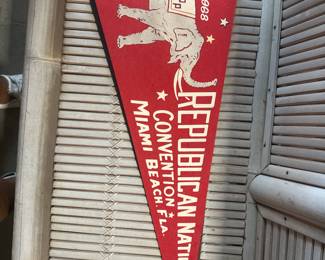 1968
REPUBLICAN NATI
CONVENTION
MIAMI BEACH, FLA.